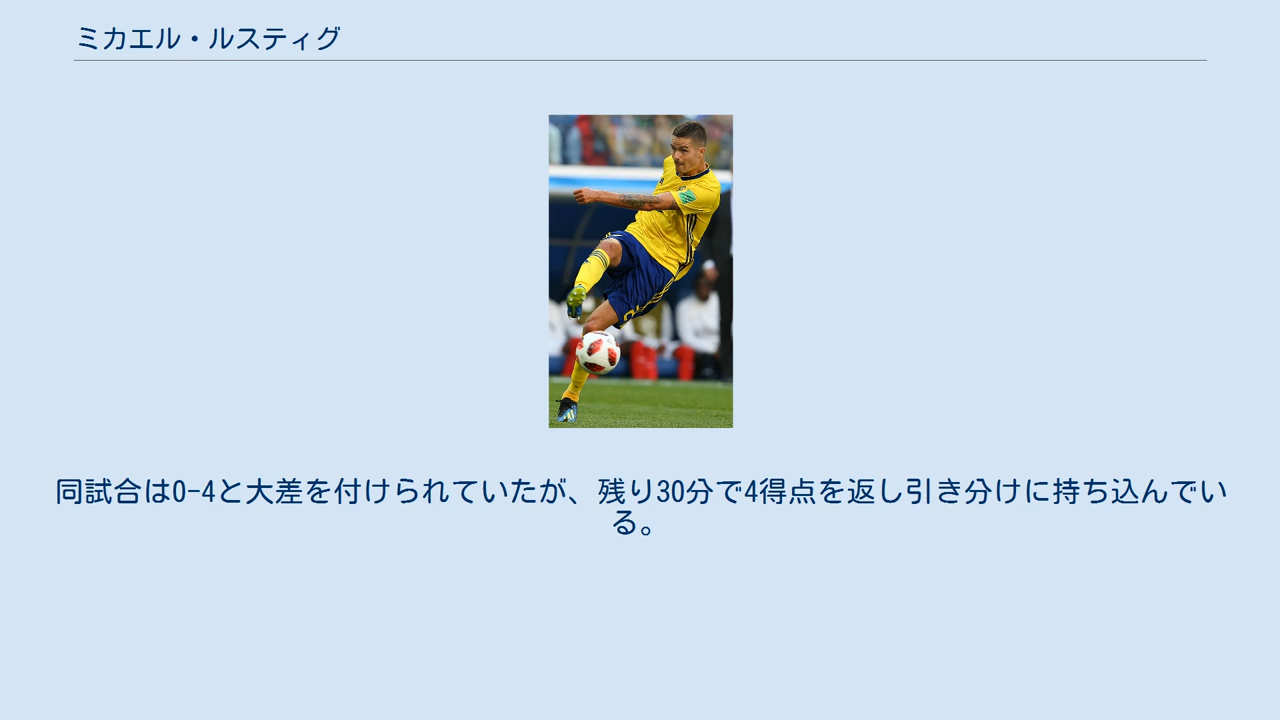 ミカエル・ルスティグ
同試合は0-4と大差を付けられていたが、残り30分で4得点を返し引き分けに持ち込んでい
る。